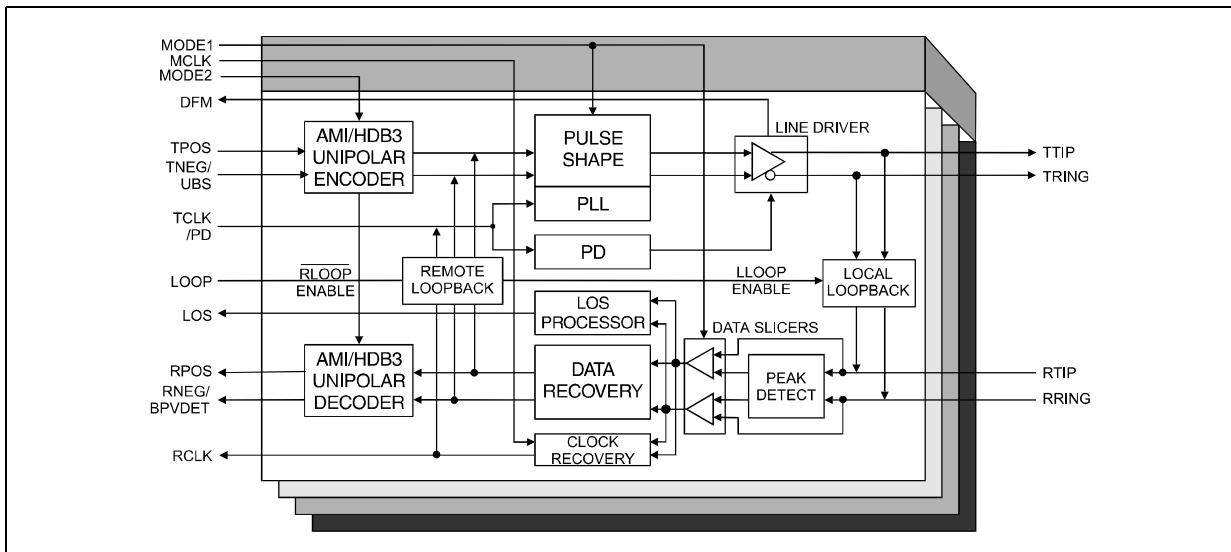 MODE1
MCLK
MODE2
DFM
TPOS
TNEG/
UBS
TCLK
/PD
LOOP
LOS
RPOS
RNEG/
BPVDET
RCLK
AMI/HDB3
UNIPOLAR
ENCODER
PULSE
SHAPE
PLL
PD
LINE DRIVER
TTIP
TRING
RLOOP
ENABLE
REMOTE
LOOPBACK
LLOOP
ENABLE
LOCAL
LOOPBACK
LOS
PROCESSOR
DATA SLICERS
AMI/HDB3
UNIPOLAR
DECODER
DATA
RECOVERY
PEAK
DETECT
CLOCK
RECOVERY
RTIP
RRING